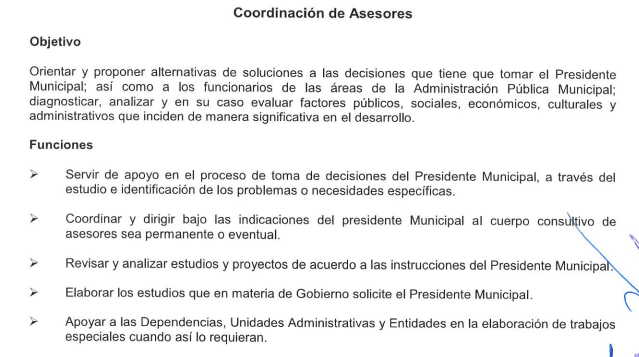 Coordinación de Asesores
Objetivo
Orientar y proponer alternativas de soluciones a las decisiones que tiene que tomar el Presidente
Municipal; así como a los funcionarios de las áreas de la Administración Pública Municipal;
diagnosticar, analizar y en su caso evaluar factores públicos, sociales, económicos, culturales y
administrativos que inciden de manera significativa en el desarrollo.
Funciones
➢ Servir de apoyo en el proceso de toma de decisiones del Presidente Municipal, a través del
estudio e identificación de los problemas o necesidades específicas.
➢ Coordinar y dirigir bajo las indicaciones del presidente Municipal al cuerpo consultivo de
asesores sea permanente o eventual.
➢ Revisar y analizar estudios y proyectos de acuerdo a las instrucciones del Presidente Municipal.
➢ Elaborar los estudios que en materia de Gobierno solicite el Presidente Municipal.
➢ Apoyar a las Dependencias, Unidades Administrativas y Entidades en la elaboración de trabajos
especiales cuando así lo requieran.